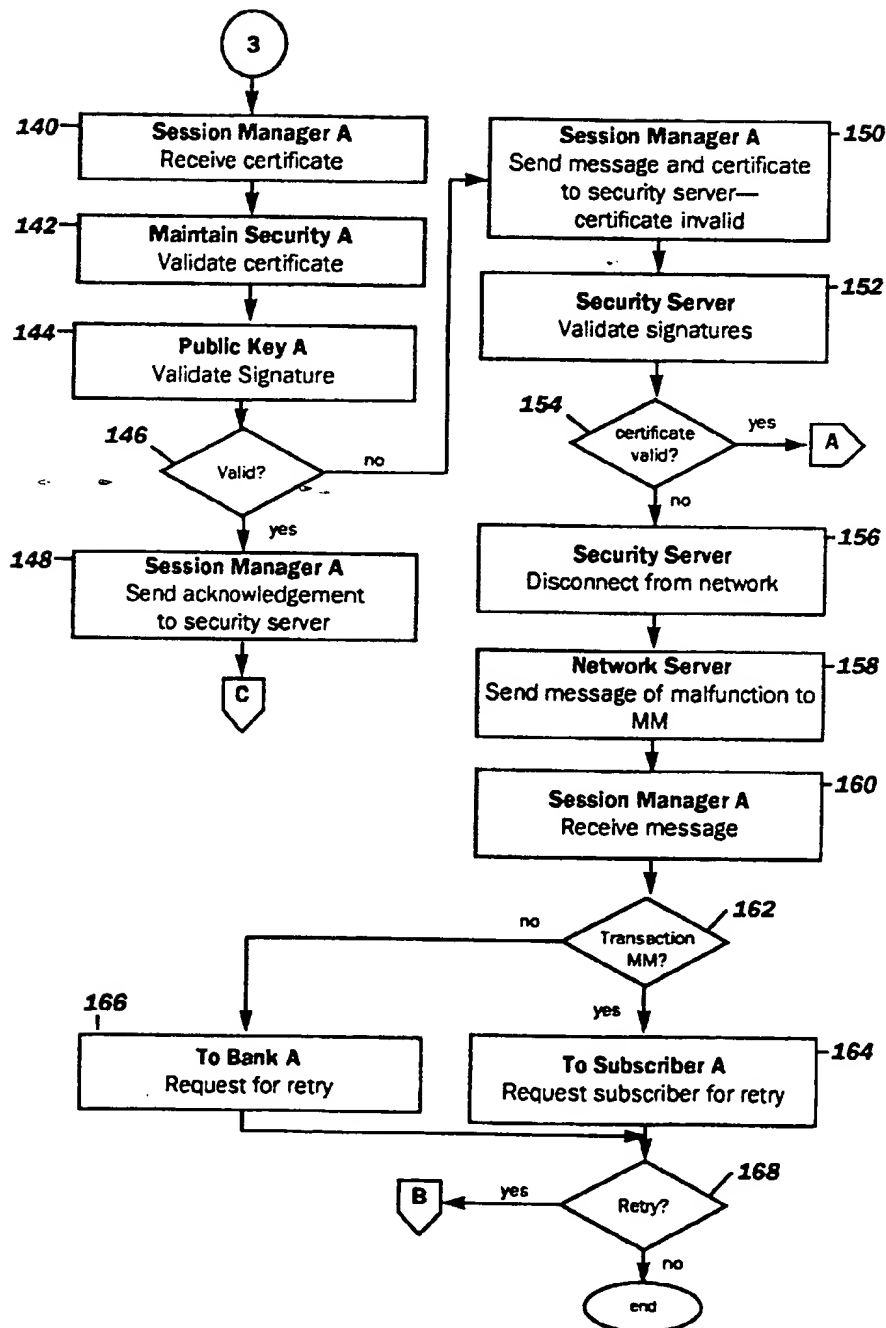 3
140
Session Manager A
Receive certificate
142
Maintain Security A
Validate certificate
144
Public Key A
Validate Signature
146
Valid?
no
yes
148
Session Manager A
Send acknowledgement
to security server
C
150
Session Manager A
Send message and certificate
to security server—
certificate invalid
152
Security Server
Validate signatures
154
certificate
valid?
yes
A
no
156
Security Server
Disconnect from network
158
Network Server
Send message of malfunction to
MM
160
Session Manager A
Receive message
162
Transaction
MM?
no
yes
166
To Bank A
Request for retry
164
To Subscriber A
Request subscriber for retry
168
Retry?
yes
B
no
end